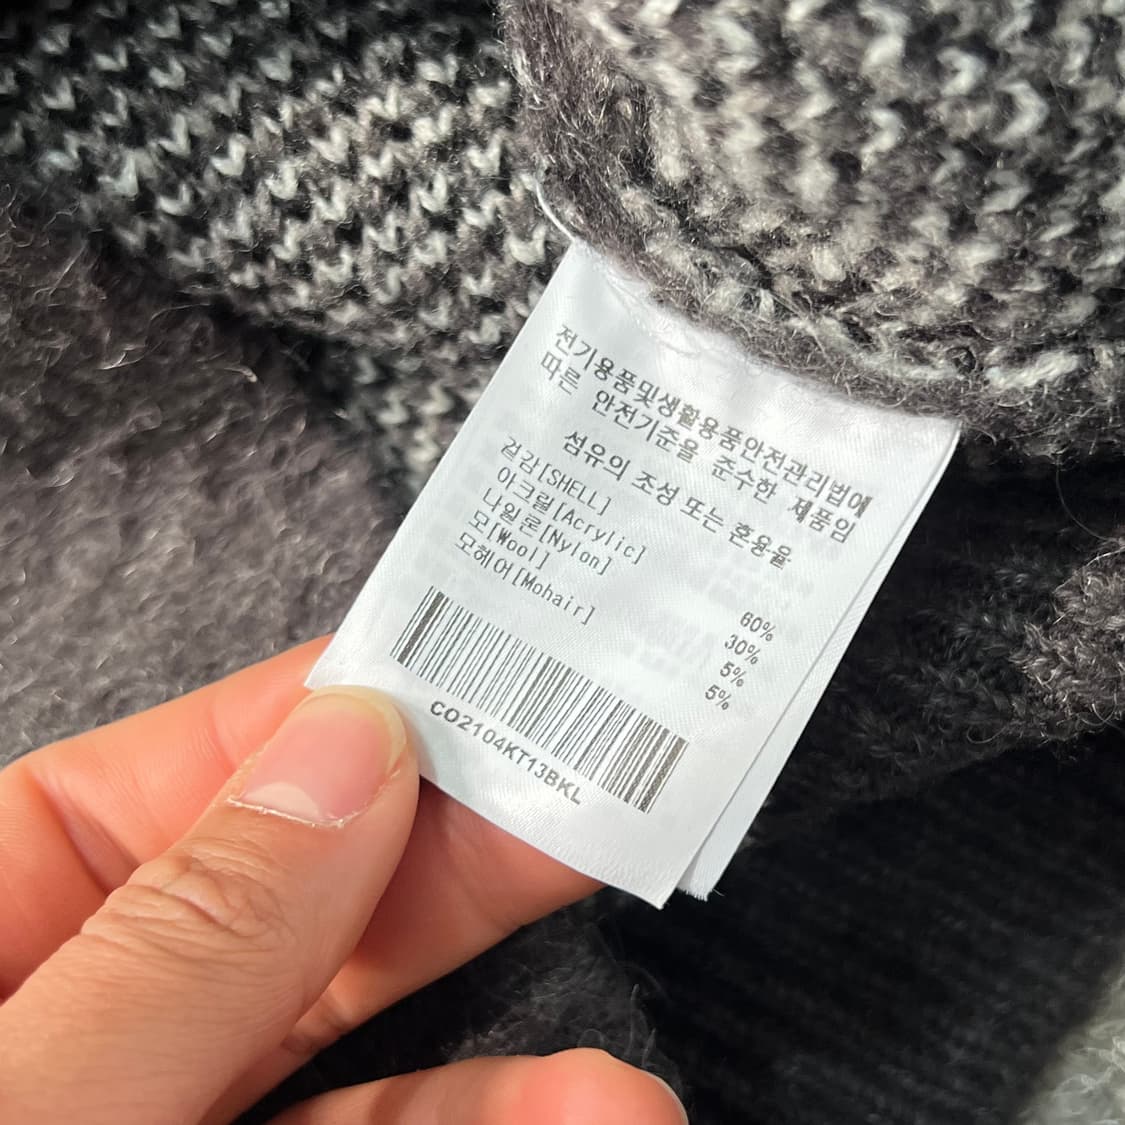 전기용품및생활용품안전관리법에
따른 안전기준을 준수한 제품임
섬유의 조성 또는 혼용율
겉감[SHELL]
아크릴[Acrylic] 60%
나일론[Nylon] 30%
모[Wool] 5%
모헤어[Mohair] 5%
CO2104KT13BKL